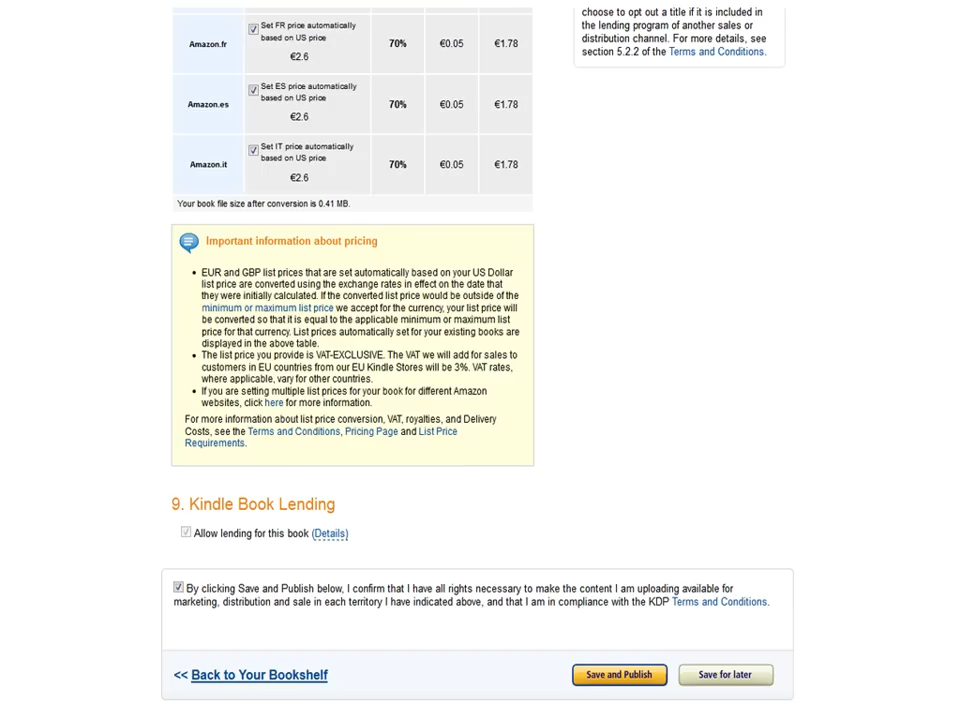 choose to opt out a title if it is included in
the lending program of another sales or
distribution channel. For more details, see
section 5.2.2 of the Terms and Conditions.
Amazon.fr
Set FR price automatically
based on US price
€2.6
70%
€0.05
€1.78
Amazon.es
Set ES price automatically
based on US price
€2.6
70%
€0.05
€1.78
Amazon.it
Set IT price automatically
based on US price
€2.6
70%
€0.05
€1.78
Your book file size after conversion is 0.41 MB.
Important information about pricing
• EUR and GBP list prices that are set automatically based on your US Dollar
list price are converted using the exchange rates in effect on the date that
they were initially calculated. If the converted list price would be outside of the
minimum or maximum list price we accept for the currency, your list price will
be converted so that it is equal to the applicable minimum or maximum list
price for that currency. List prices automatically set for your existing books are
displayed in the above table.
• The list price you provide is VAT-EXCLUSIVE. The VAT we will add for sales to
customers in EU countries from our EU Kindle Stores will be 3%. VAT rates,
where applicable, vary for other countries.
• If you are setting multiple list prices for your book for different Amazon
websites, click here for more information.
For more information about list price conversion, VAT, royalties, and Delivery
Costs, see the Terms and Conditions, Pricing Page and List Price
Requirements.
9. Kindle Book Lending
Allow lending for this book (Details)
By clicking Save and Publish below, I confirm that I have all rights necessary to make the content I am uploading available for
marketing, distribution and sale in each territory I have indicated above, and that I am in compliance with the KDP Terms and Conditions.
<< Back to Your Bookshelf
Save and Publish
Save for later